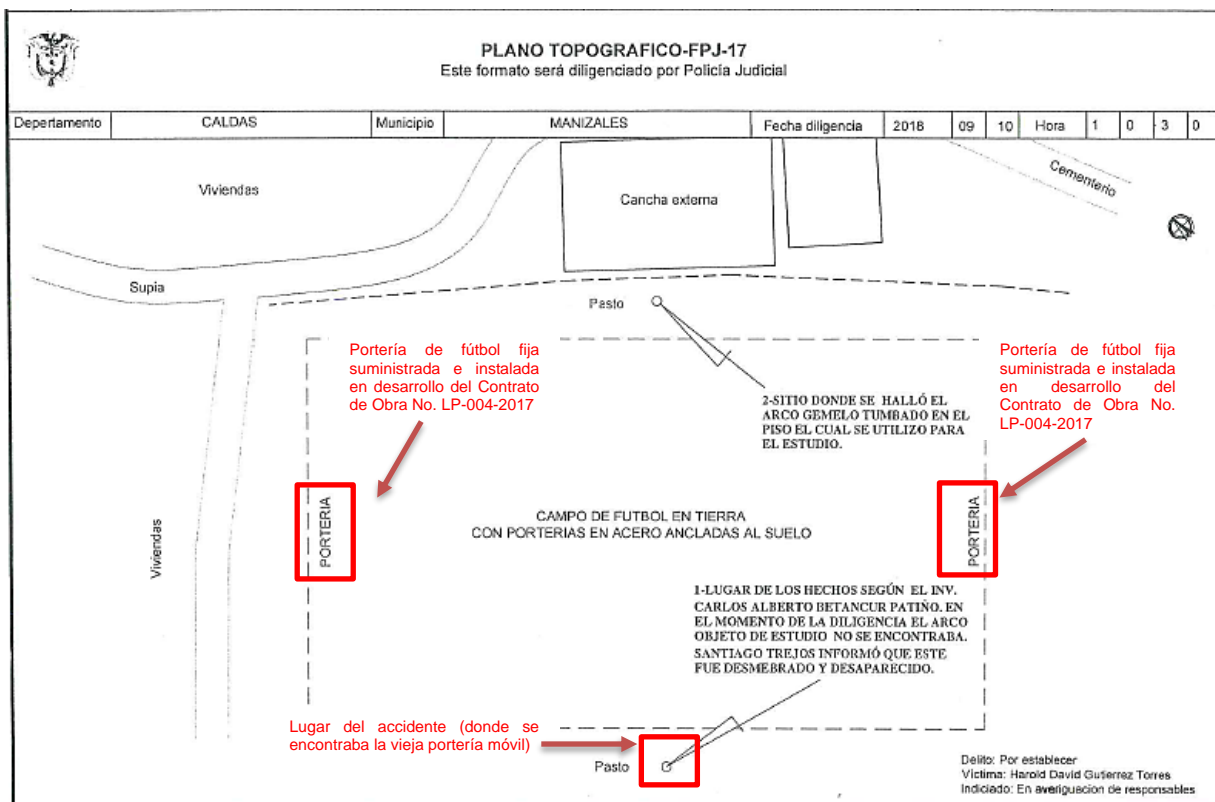 PLANO TOPOGRAFICO-FPJ-17
Este formato será diligenciado por Policía Judicial
Depertamento CALDAS Municipio MANIZALES Fecha diligencia 2018 09 10 Hora 1 0 3 0
Viviendas
Cancha externa
Cementerio
Supia
Pasto
Portería de fútbol fija
suministrada e instalada
en desarrollo del Contrato
de Obra No. LP-004-2017
Portería de fútbol fija
suministrada e instalada
en desarrollo del
Contrato de Obra No.
LP-004-2017
2-SITIO DONDE SE HALLÓ EL
ARCO GEMELO TUMBADO EN EL
PISO EL CUAL SE UTILIZO PARA
EL ESTUDIO.
PORTERIA
PORTERIA
CAMPO DE FUTBOL EN TIERRA
CON PORTERIAS EN ACERO ANCLADAS AL SUELO
Viviendas
1-LUGAR DE LOS HECHOS SEGÚN EL INV.
CARLOS ALBERTO BETANCUR PATIÑO. EN
EL MOMENTO DE LA DILIGENCIA EL ARCO
OBJETO DE ESTUDIO NO SE ENCONTRABA.
SANTIAGO TREJOS INFORMÓ QUE ESTE
FUE DESMEBRADO Y DESAPARECIDO.
Lugar del accidente (donde se
encontraba la vieja portería móvil)
Pasto
Delito: Por establecer
Victima: Harold David Gutierrez Torres
Indiciado: En averiguacion de responsables